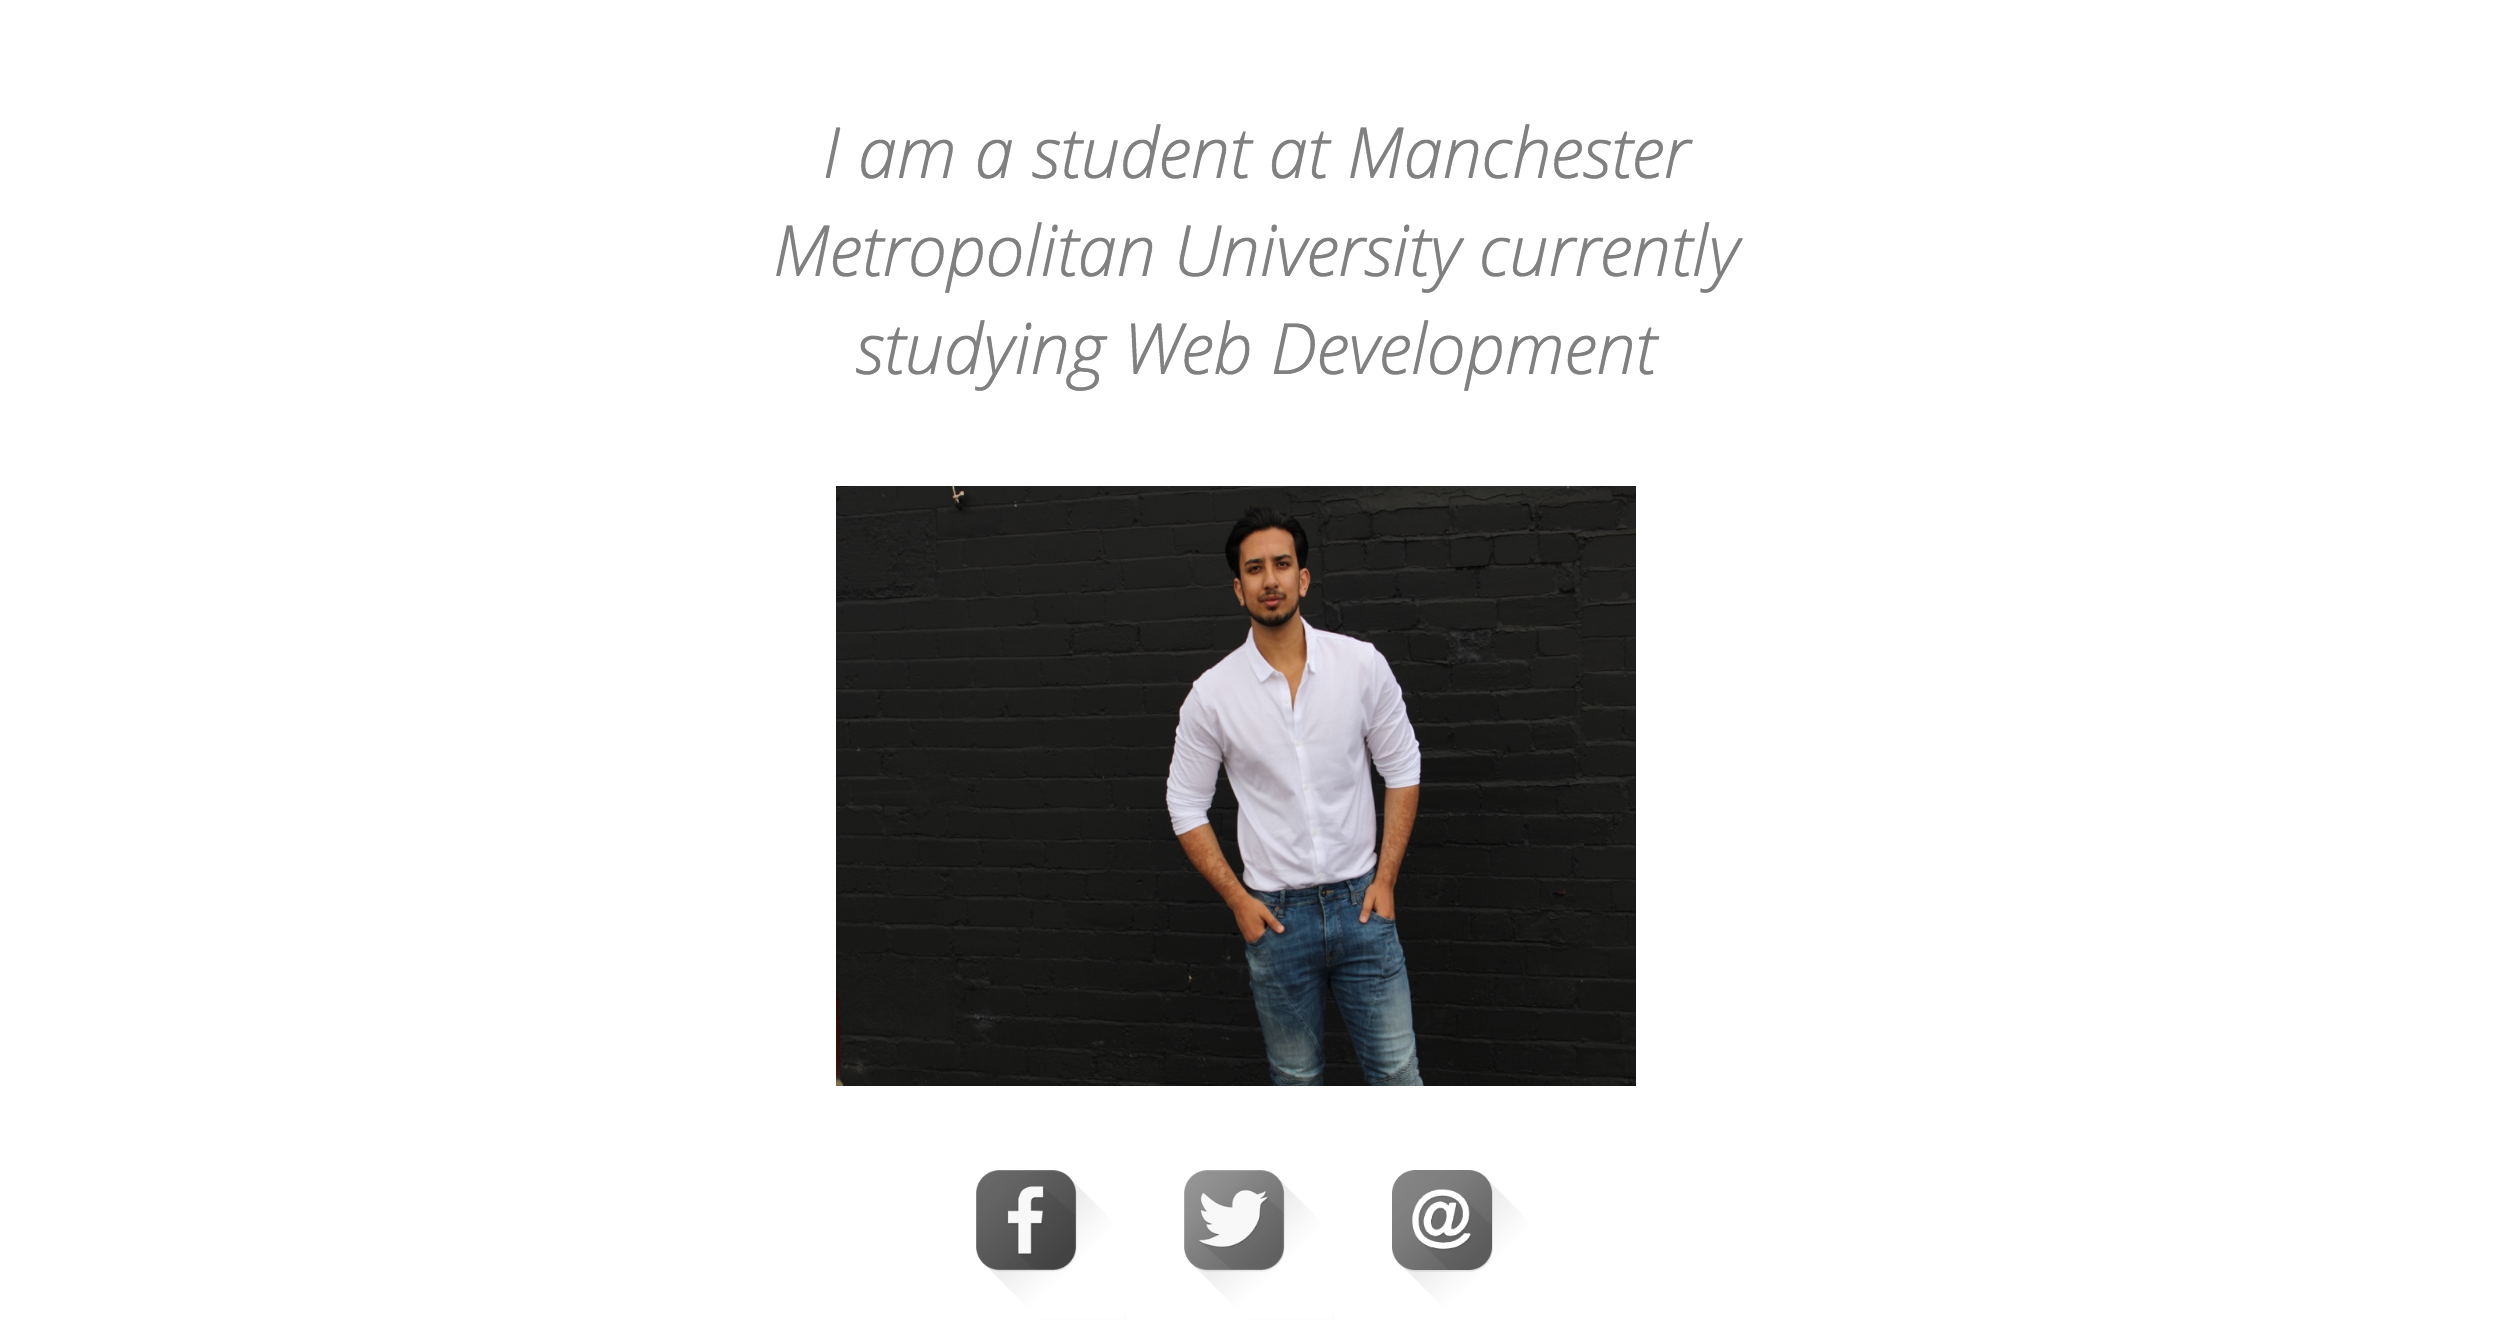 I am a student at Manchester
Metropolitan University currently
studying Web Development